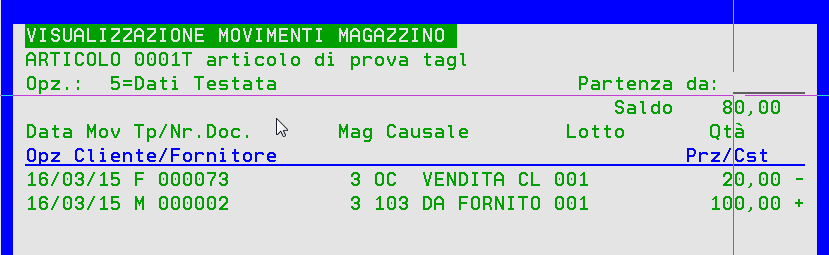 VISUALIZZAZIONE MOVIMENTI MAGAZZINO
ARTICOLO 0001T articolo di prova tagl
Opz.: 5=Dati Testata Partenza da: ______
Saldo 80,00
Data Mov Tp/Nr.Doc. Mag Causale Lotto Qtà
Opz Cliente/Fornitore Prz/Cst
16/03/15 F 000073 3 OC VENDITA CL 001 20,00 -
16/03/15 M 000002 3 103 DA FORNITO 001 100,00 +